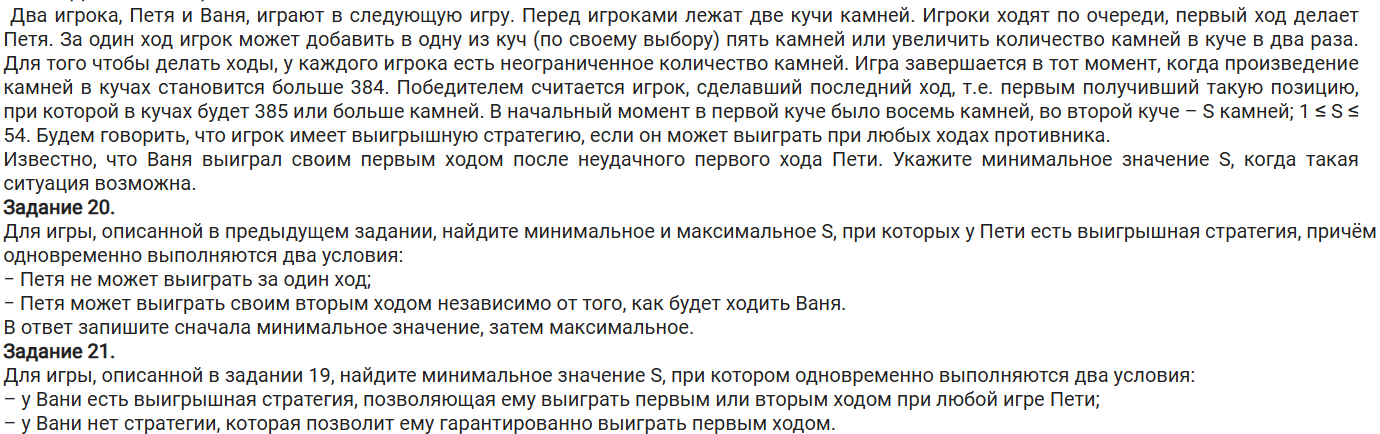 Два игрока, Петя и Ваня, играют в следующую игру. Перед игроками лежат две кучи камней. Игроки ходят по очереди, первый ход делает
Петя. За один ход игрок может добавить в одну из куч (по своему выбору) пять камней или увеличить количество камней в куче в два раза.
Для того чтобы делать ходы, у каждого игрока есть неограниченное количество камней. Игра завершается в тот момент, когда произведение
камней в кучах становится больше 384. Победителем считается игрок, сделавший последний ход, т.е. первым получивший такую позицию,
при которой в кучах будет 385 или больше камней. В начальный момент в первой куче было восемь камней, во второй куче – S камней; 1 ≤ S ≤
54. Будем говорить, что игрок имеет выигрышную стратегию, если он может выиграть при любых ходах противника.
Известно, что Ваня выиграл своим первым ходом после неудачного первого хода Пети. Укажите минимальное значение S, когда такая
ситуация возможна.
Задание 20.
Для игры, описанной в предыдущем задании, найдите минимальное и максимальное S, при которых у Пети есть выигрышная стратегия, причём
одновременно выполняются два условия:
− Петя не может выиграть за один ход;
− Петя может выиграть своим вторым ходом независимо от того, как будет ходить Ваня.
В ответ запишите сначала минимальное значение, затем максимальное.
Задание 21.
Для игры, описанной в задании 19, найдите минимальное значение S, при котором одновременно выполняются два условия:
– у Вани есть выигрышная стратегия, позволяющая ему выиграть первым или вторым ходом при любой игре Пети;
– у Вани нет стратегии, которая позволит ему гарантированно выиграть первым ходом.